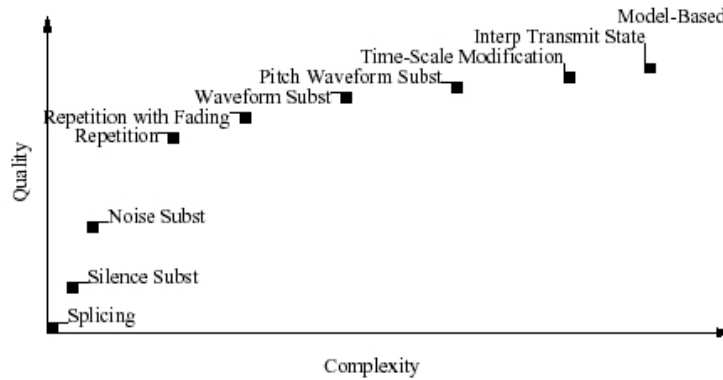 Model-Based
Interp Transmit State
Time-Scale Modification
Pitch Waveform Subst
Waveform Subst
Repetition with Fading
Repetition
Quality
Noise Subst
Silence Subst
Splicing
Complexity